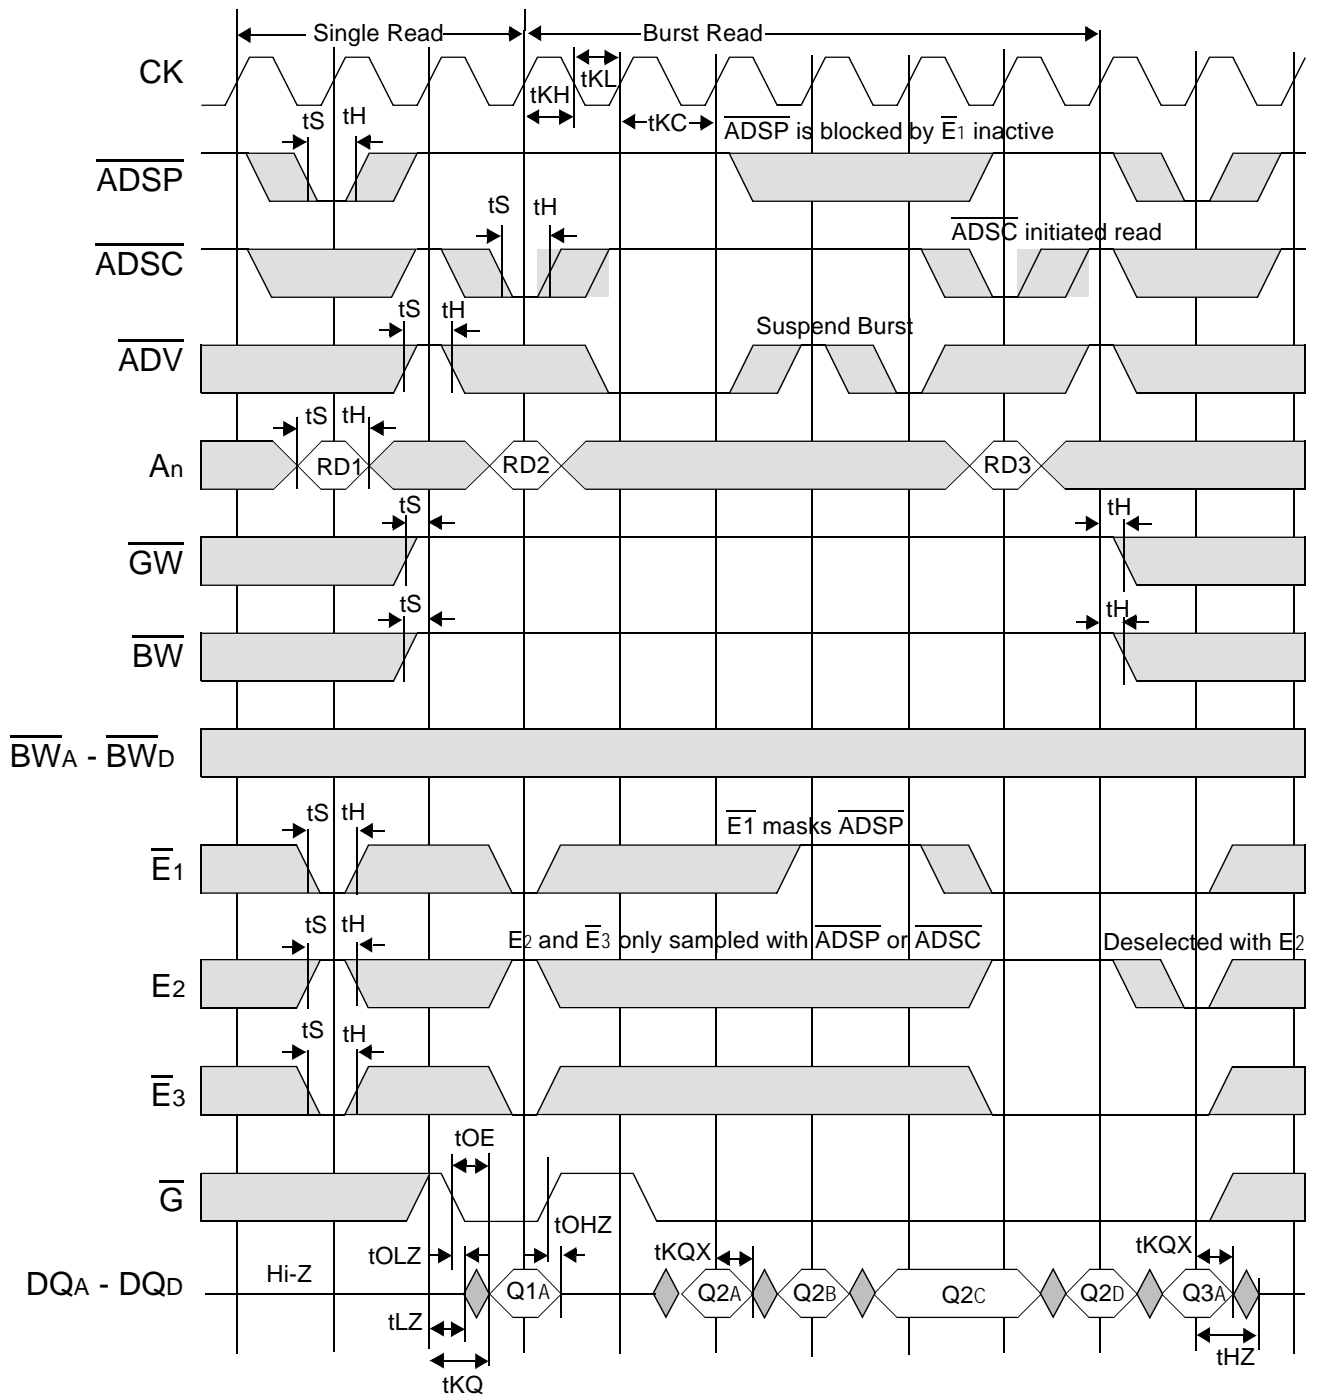 Single Read
Burst Read
CK
tKL
tKH
tKC
tS
tH
ADSP is blocked by E1 inactive
ADSP
tS
tH
ADSC initiated read
ADSC
tS
tH
Suspend Burst
ADV
tS
tH
An
RD1
RD2
RD3
tS
tH
GW
tS
tH
BW
BWA - BWD
tS
tH
E1 masks ADSP
E1
tS
tH
E2 and E3 only sampled with ADSP or ADSC
Deselected with E2
E2
tS
tH
E3
tOE
G
tOHZ
tOLZ
tKQX
tKQX
Hi-Z
DQA - DQD
Q1A
Q2A
Q2B
Q2C
Q2D
Q3A
tLZ
tHZ
tKQ